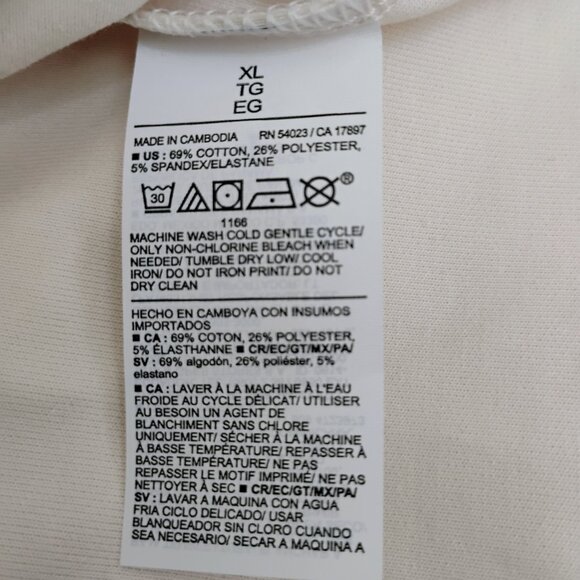 XL
TG
EG
MADE IN CAMBODIA RN 54023 / CA 17897
■ US : 69% COTTON, 26% POLYESTER,
5% SPANDEX/ELASTANE
30 ®
1166
MACHINE WASH COLD GENTLE CYCLE/
ONLY NON-CHLORINE BLEACH WHEN
NEEDED/ TUMBLE DRY LOW/ COOL
IRON/ DO NOT IRON PRINT/ DO NOT
DRY CLEAN
HECHO EN CAMBOYA CON INSUMOS
IMPORTADOS
■ CA : 69% COTON, 26% POLYESTER,
5% ÉLASTHANNE ■ CR/EC/GT/MX/PA/
SV : 69% algodón, 26% poliéster, 5%
elastano
■ CA : LAVER À LA MACHINE À L'EAU
FROIDE AU CYCLE DÉLICAT/ UTILISER
AU BESOIN UN AGENT DE
BLANCHIMENT SANS CHLORE
UNIQUEMENT/ SÉCHER À LA MACHINE
À BASSE TEMPÉRATURE/ REPASSER À
BASSE TEMPÉRATURE/ NE PAS
REPASSER LE MOTIF IMPRIMÉ/ NE PAS
NETTOYER À SEC ■ CR/EC/GT/MX/PA/
SV : LAVAR A MAQUINA CON AGUA
FRIA CICLO DELICADO/ USAR
BLANQUEADOR SIN CLORO CUANDO
SEA NECESARIO/ SECAR A MAQUINA A